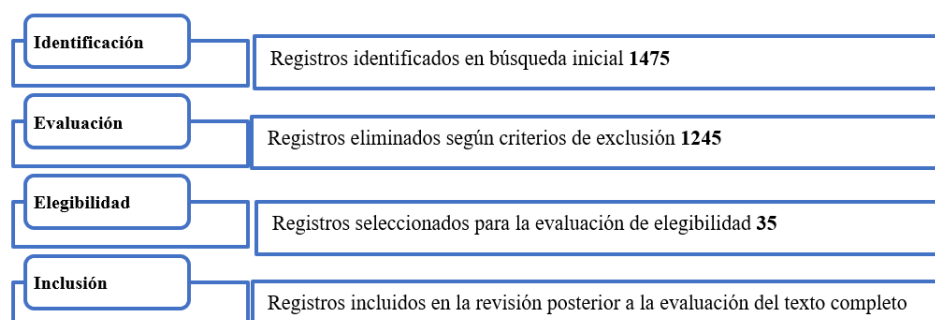 Identificación
Registros identificados en búsqueda inicial 1475
Evaluación
Registros eliminados según criterios de exclusión 1245
Elegibilidad
Registros seleccionados para la evaluación de elegibilidad 35
Inclusión
Registros incluidos en la revisión posterior a la evaluación del texto completo